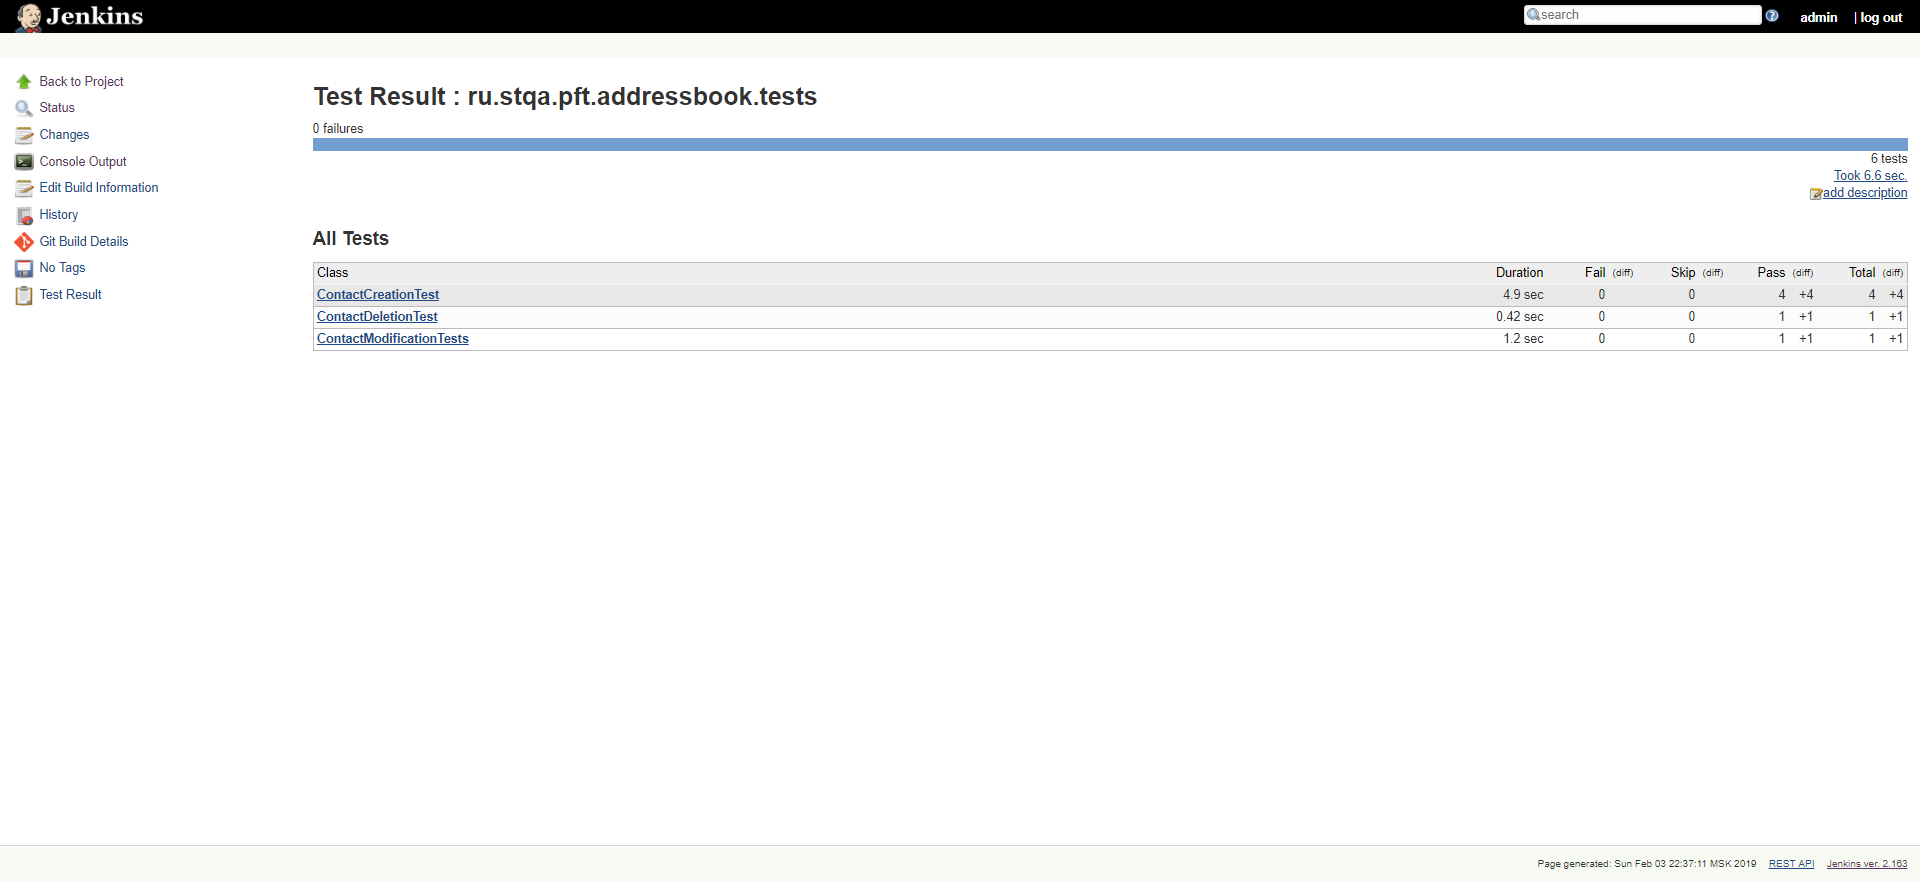 Jenkins
search
admin
| log out
Back to Project
Status
Changes
Console Output
Edit Build Information
History
Git Build Details
No Tags
Test Result
Test Result : ru.stqa.pft.addressbook.tests
0 failures
6 tests
Took 6.6 sec.
add description
All Tests
Class Duration Fail (diff) Skip (diff) Pass (diff) Total (diff)
ContactCreationTest 4.9 sec 0 0 4 +4 4 +4
ContactDeletionTest 0.42 sec 0 0 1 +1 1 +1
ContactModificationTests 1.2 sec 0 0 1 +1 1 +1
Page generated: Sun Feb 03 22:37:11 MSK 2019 REST API Jenkins ver. 2.163